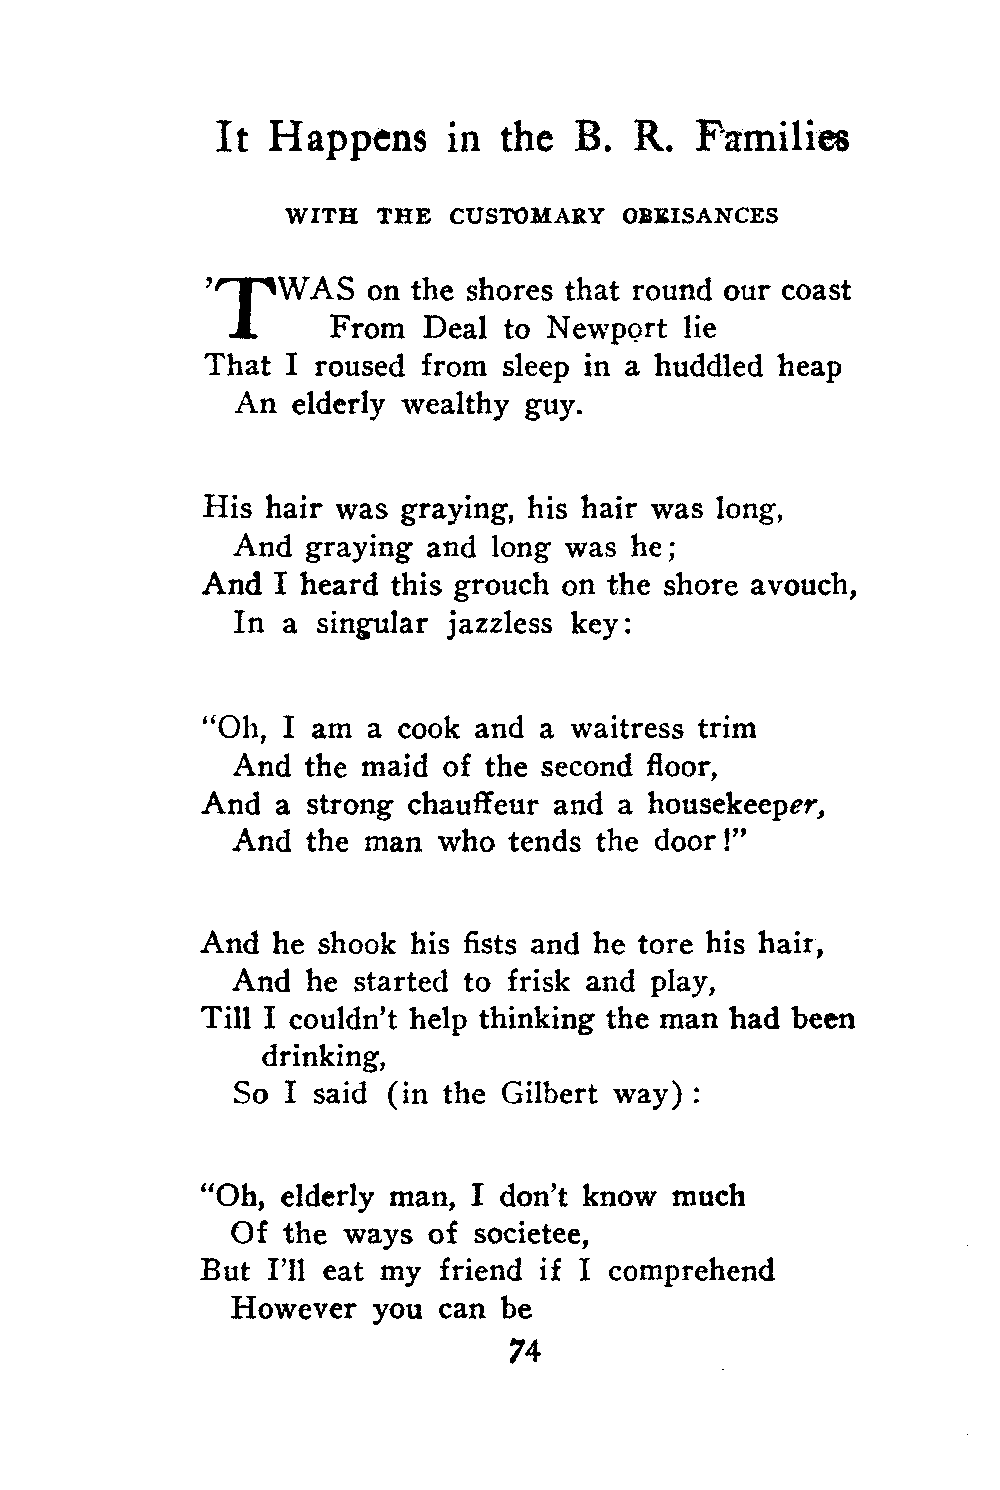 It Happens in the B. R. Families
WITH THE CUSTOMARY OBEISANCES
'TWAS on the shores that round our coast
From Deal to Newport lie
That I roused from sleep in a huddled heap
An elderly wealthy guy.
His hair was graying, his hair was long,
And graying and long was he;
And I heard this grouch on the shore avouch,
In a singular jazzless key:
"Oh, I am a cook and a waitress trim
And the maid of the second floor,
And a strong chauffeur and a housekeeper,
And the man who tends the door!"
And he shook his fists and he tore his hair,
And he started to frisk and play,
Till I couldn't help thinking the man had been
drinking,
So I said (in the Gilbert way):
"Oh, elderly man, I don't know much
Of the ways of societee,
But I'll eat my friend if I comprehend
However you can be
74